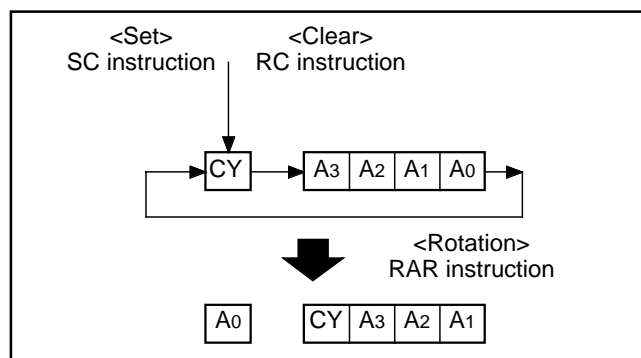 <Set> <Clear>
SC instruction RC instruction
CY A3 A2 A1 A0
<Rotation>
RAR instruction
A0 CY A3 A2 A1